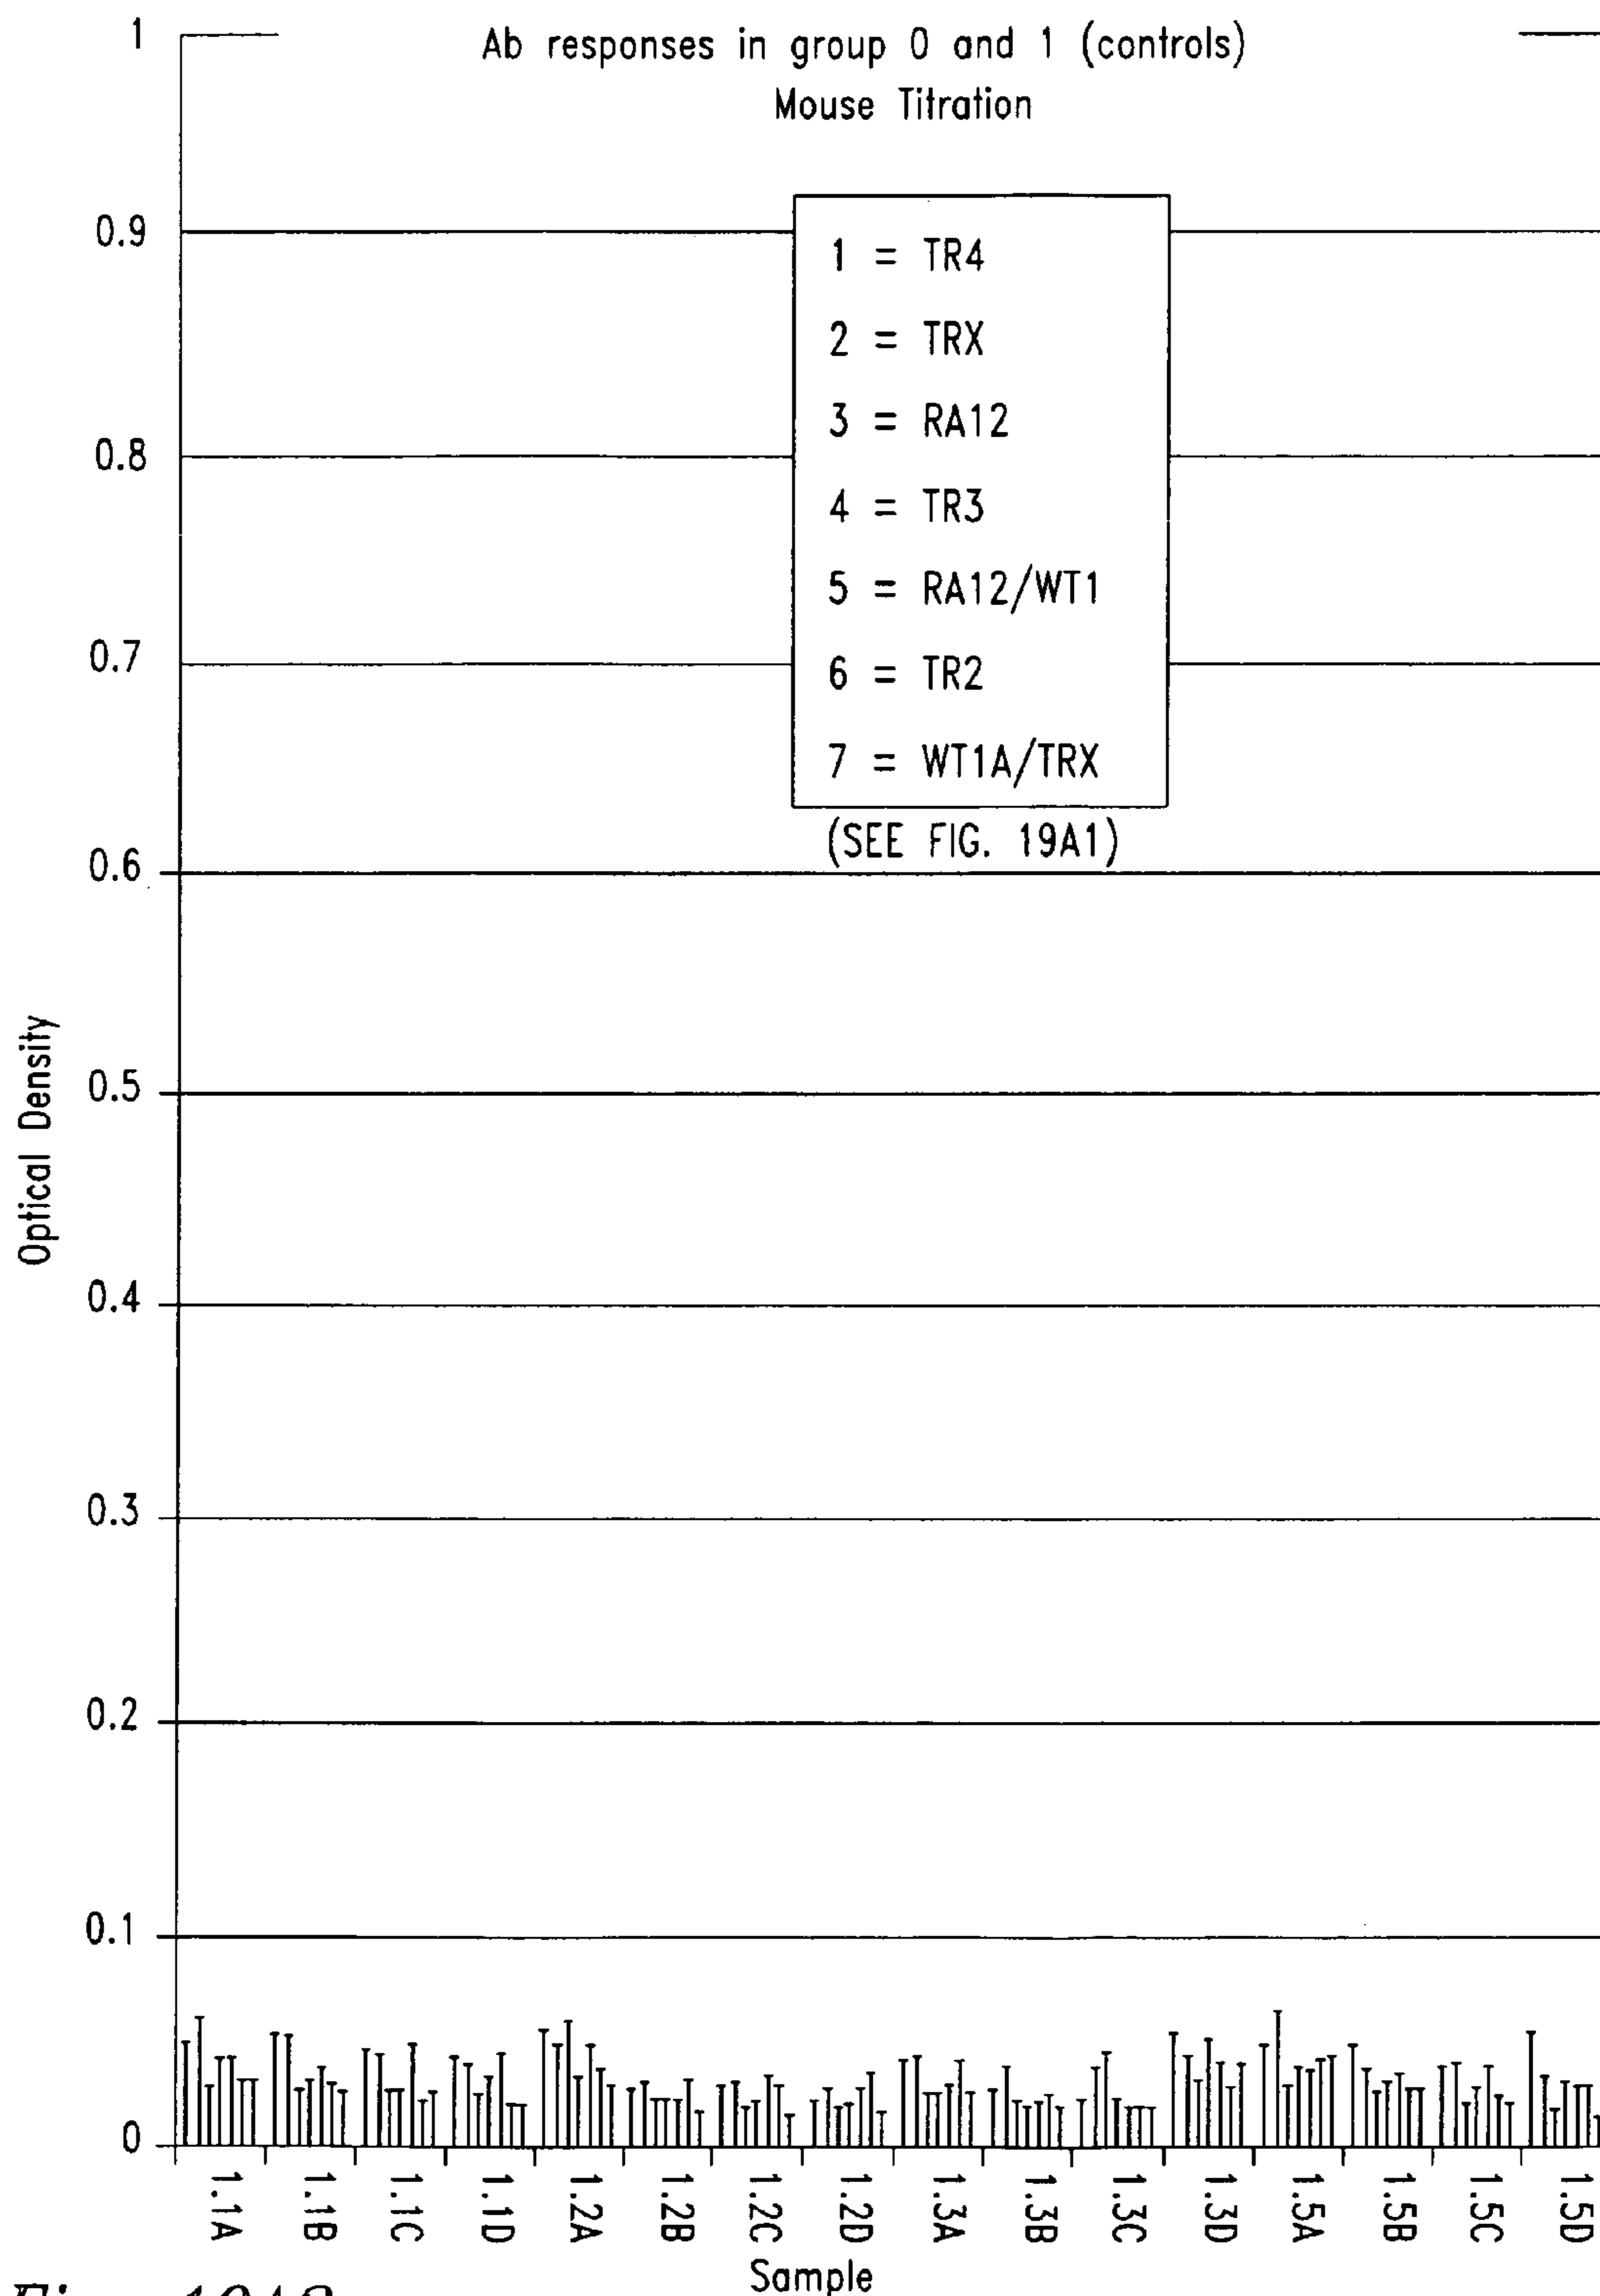 Ab responses in group 0 and 1 (controls)
Mouse Titration
1 = TR4
2 = TRX
3 = RA12
4 = TR3
5 = RA12/WT1
6 = TR2
7 = WT1A/TRX
(SEE FIG. 19A1)
Optical Density
1
0.9
0.8
0.7
0.6
0.5
0.4
0.3
0.2
0.1
0
1.1A 1.1B 1.1C 1.1D 1.2A 1.2B 1.2C 1.2D 1.3A 1.3B 1.3C 1.3D 1.5A 1.5B 1.5C 1.5D
Sample